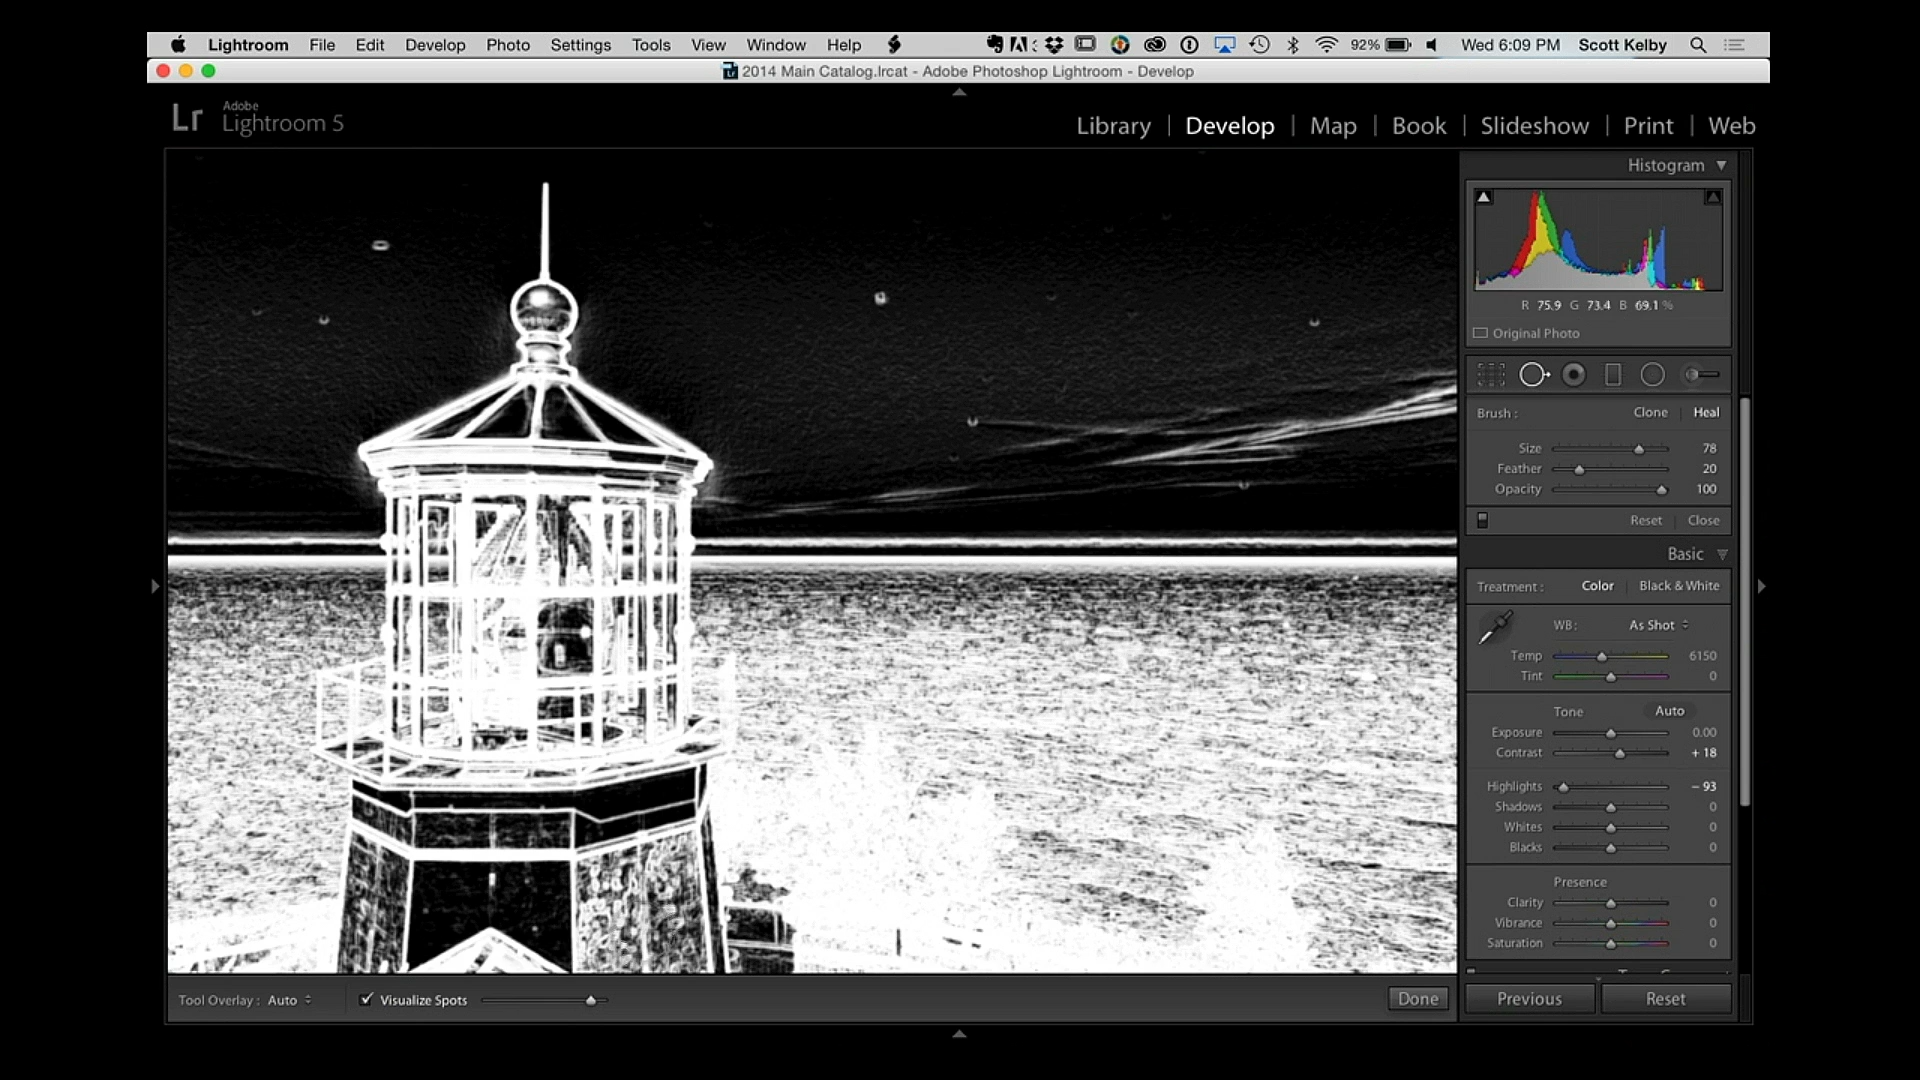 Lightroom File Edit Develop Photo Settings Tools View Window Help 92% Wed 6:09 PM Scott Kelby
2014 Main Catalog.lrcat - Adobe Photoshop Lightroom - Develop
Lr Adobe
Lightroom 5
Library | Develop | Map | Book | Slideshow | Print | Web
Histogram
R 75.9 G 73.4 B 69.1 %
Original Photo
Brush : Clone | Heal
Size 78
Feather 20
Opacity 100
Reset | Close
Basic
Treatment : Color | Black & White
WB : As Shot
Temp 6150
Tint 0
Tone Auto
Exposure 0.00
Contrast + 18
Highlights – 93
Shadows 0
Whites 0
Blacks 0
Presence
Clarity 0
Vibrance 0
Saturation 0
Tool Overlay : Auto Visualize Spots Done
Previous Reset